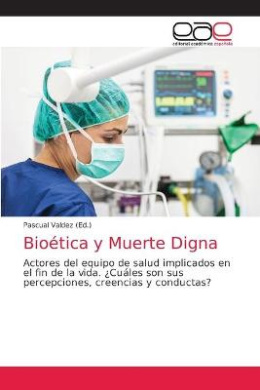 eae
editorial académica española
Pascual Valdez (Ed.)
Bioética y Muerte Digna
Actores del equipo de salud implicados en
el fin de la vida. ¿Cuáles son sus
percepciones, creencias y conductas?